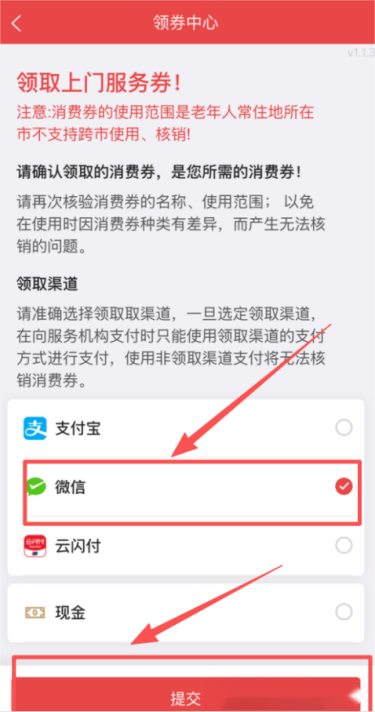 领券中心
v1.1.3
领取上门服务券!
注意:消费券的使用范围是老年人常住地所在
市不支持跨市使用、核销!
请确认领取的消费券，是您所需的消费券!
请再次核验消费券的名称、使用范围； 以免
在使用时因消费券种类有差异，而产生无法核
销的问题。
领取渠道
请准确选择领取取渠道，一旦选定领取渠道，
在向服务机构支付时只能使用领取渠道的支付
方式进行支付，使用非领取渠道支付将无法核
销消费券。
支 支付宝
微信
云闪付 云闪付
现金
提交